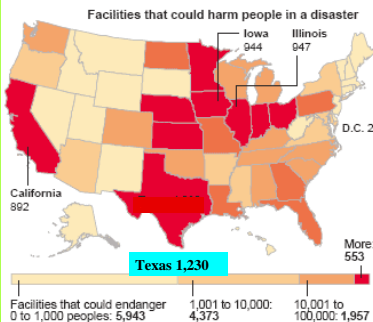 Facilities that could harm people in a disaster
Iowa
944
Illinois
947
D.C. 2
California
892
Texas 1,230
More
553
Facilities that could endanger
0 to 1,000 peoples: 5,943
1,001 to 10,000:
4,373
10,001 to
100,000: 1,957